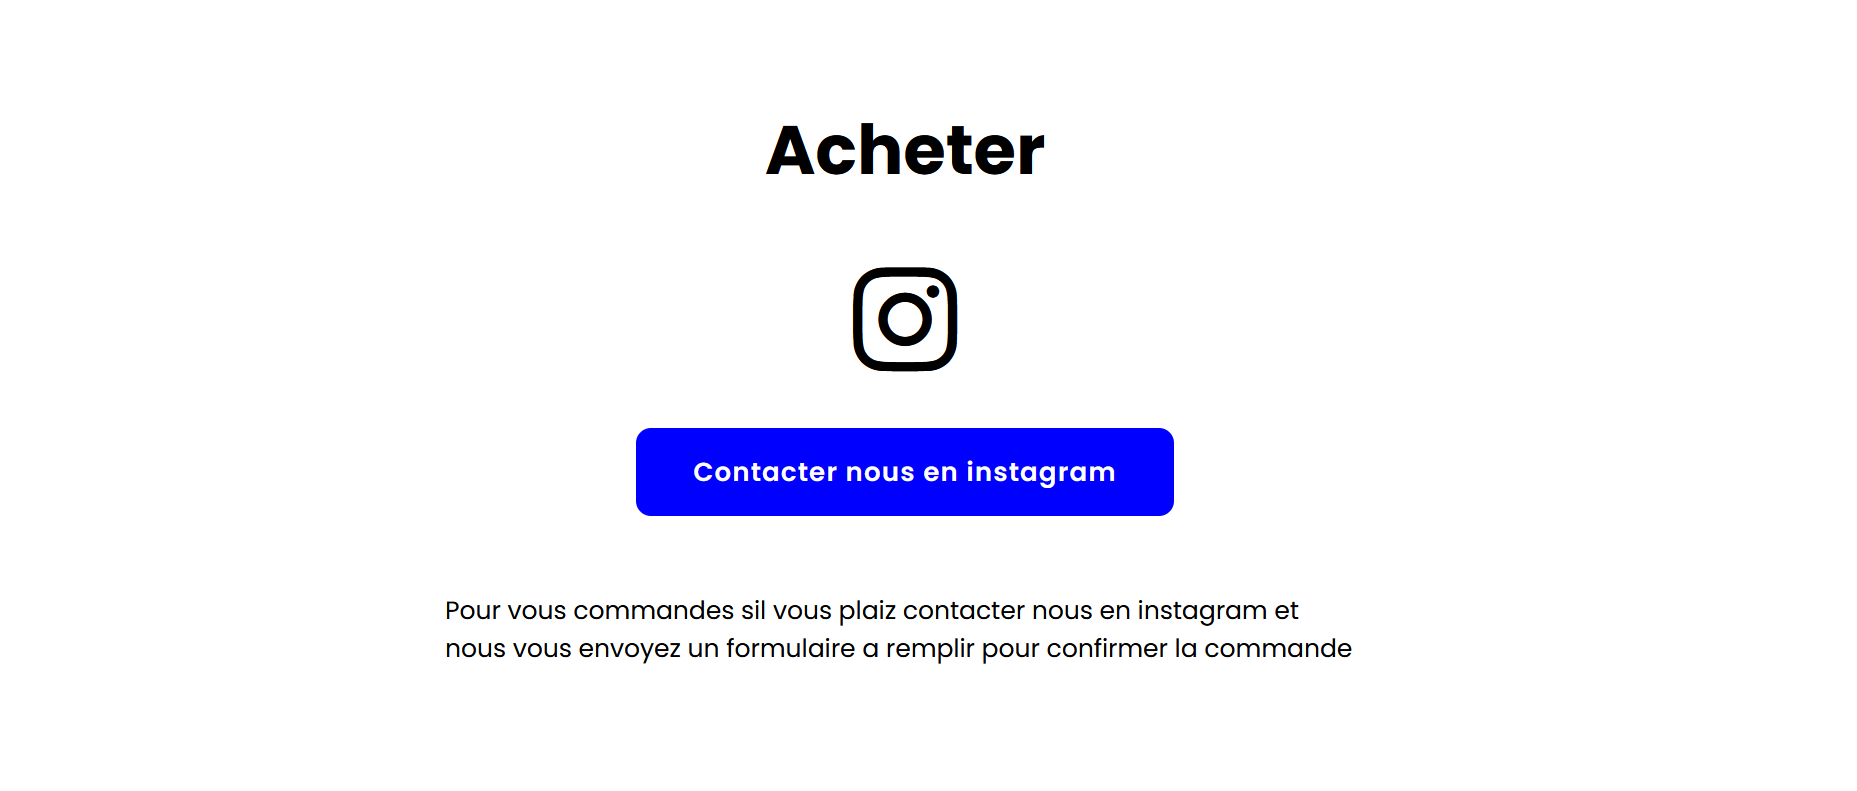 Acheter
Contacter nous en instagram
Pour vous commandes sil vous plaiz contacter nous en instagram et
nous vous envoyez un formulaire a remplir pour confirmer la commande